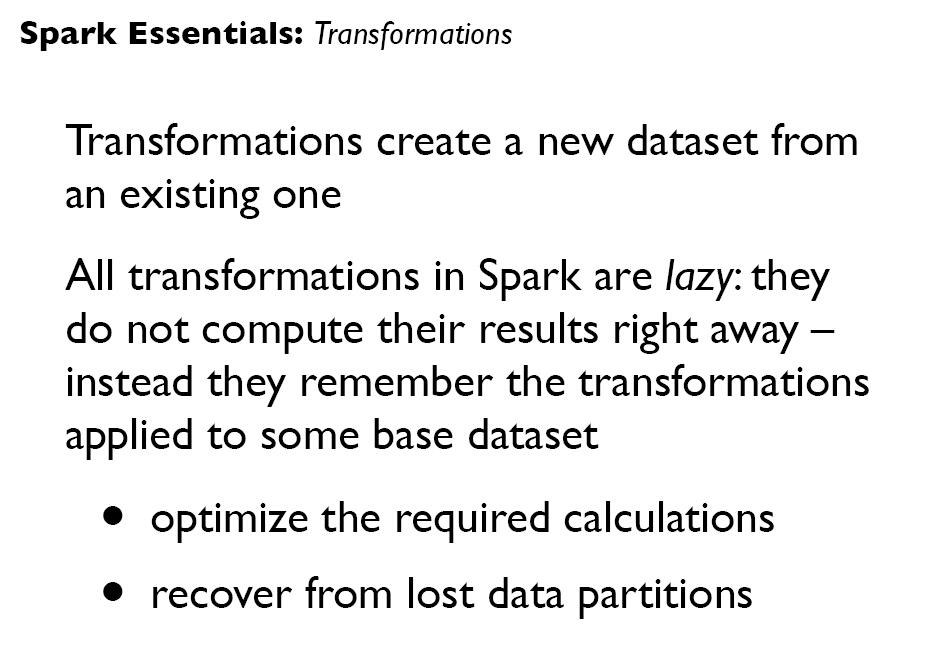 Spark Essentials: Transformations
Transformations create a new dataset from
an existing one
All transformations in Spark are lazy: they
do not compute their results right away –
instead they remember the transformations
applied to some base dataset
• optimize the required calculations
• recover from lost data partitions